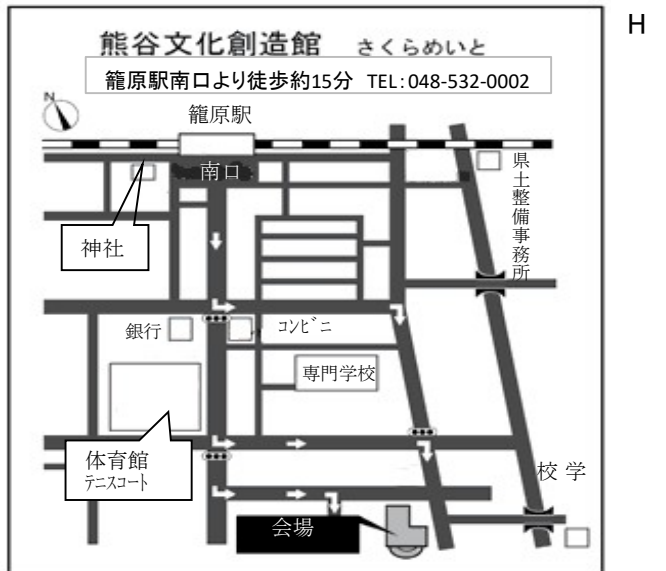 H
熊谷文化創造館 さくらめいと
籠原駅南口より徒歩約15分 TEL:048-532-0002
N
籠原駅
南口
県土整備事務所
神社
銀行
コンビニ
専門学校
体育館
テニスコート
校学
会場